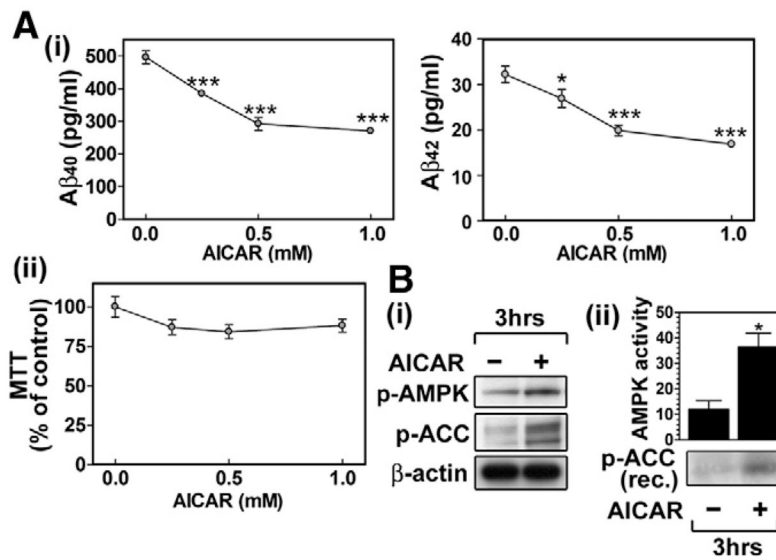 A
(i)
Aβ40 (pg/ml)
500
400
300
200
100
0
***
***
***
0.0 0.5 1.0
AICAR (mM)
Aβ42 (pg/ml)
40
30
20
10
0
*
***
***
0.0 0.5 1.0
AICAR (mM)
(ii)
MTT
(% of control)
100
75
50
25
0
0.0 0.5 1.0
AICAR (mM)
B
(i)
3hrs
AICAR − +
p-AMPK
p-ACC
β-actin
(ii)
AMPK activity
50
40
30
20
10
0
*
p-ACC
(rec.)
AICAR − +
3hrs